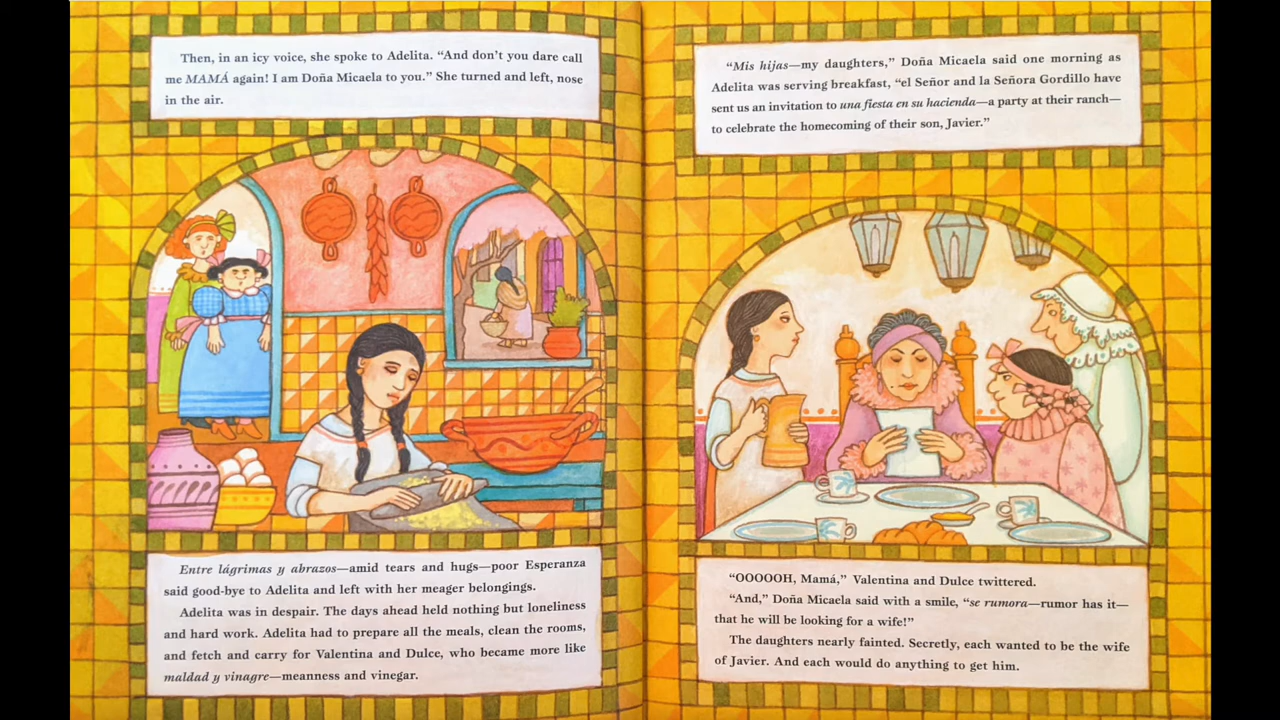 Then, in an icy voice, she spoke to Adelita. “And don’t you dare call
me MAMÁ again! I am Doña Micaela to you.” She turned and left, nose
in the air.
Entre lágrimas y abrazos—amid tears and hugs—poor Esperanza
said good-bye to Adelita and left with her meager belongings.
Adelita was in despair. The days ahead held nothing but loneliness
and hard work. Adelita had to prepare all the meals, clean the rooms,
and fetch and carry for Valentina and Dulce, who became more like
maldad y vinagre—meanness and vinegar.
“Mis hijas—my daughters,” Doña Micaela said one morning as
Adelita was serving breakfast, “el Señor and la Señora Gordillo have
sent us an invitation to una fiesta en su hacienda—a party at their ranch—
to celebrate the homecoming of their son, Javier.”
“OOOOOH, Mamá,” Valentina and Dulce twittered.
“And,” Doña Micaela said with a smile, “se rumora—rumor has it—
that he will be looking for a wife!”
The daughters nearly fainted. Secretly, each wanted to be the wife
of Javier. And each would do anything to get him.